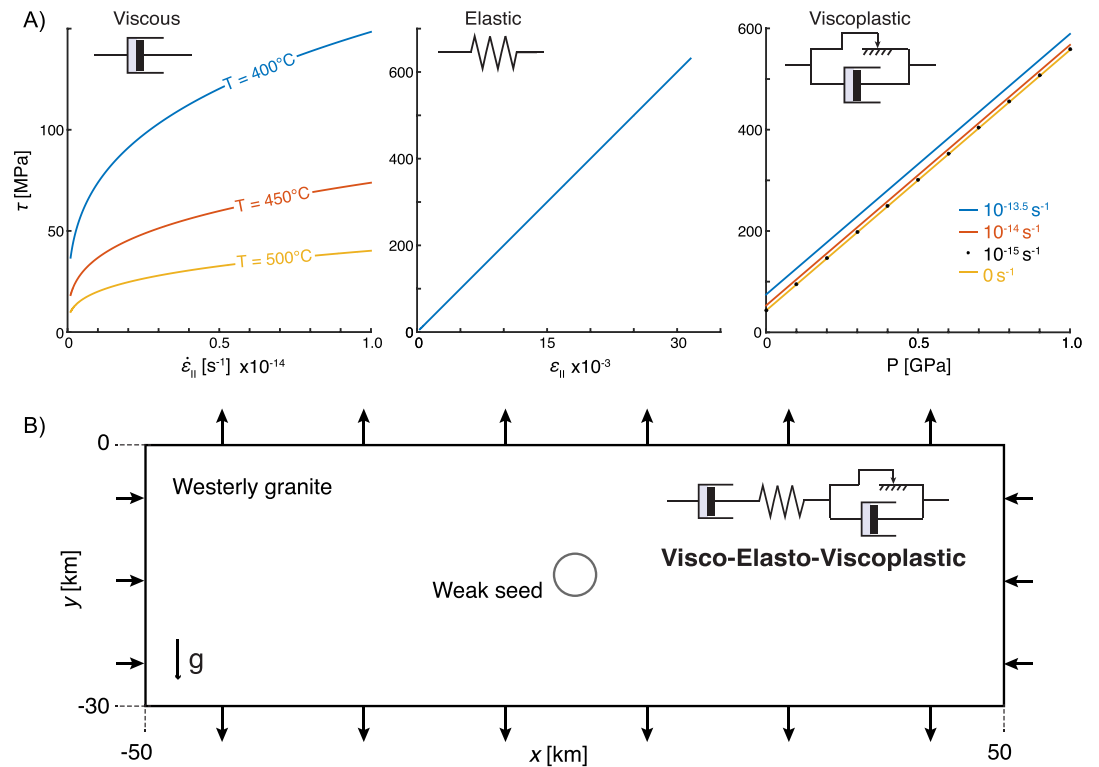 A)
Viscous
Elastic
Viscoplastic
τ [MPa]
100
50
0
T = 400°C
T = 450°C
T = 500°C
0
0.5
1.0
ε̇II [s-1] x10-14
600
400
200
0
0
15
30
εII x10-3
600
400
200
0
10-13.5 s-1
10-14 s-1
10-15 s-1
0 s-1
0
0.5
1.0
P [GPa]
B)
0
Westerly granite
Visco-Elasto-Viscoplastic
Weak seed
y [km]
g
-30
-50
x [km]
50